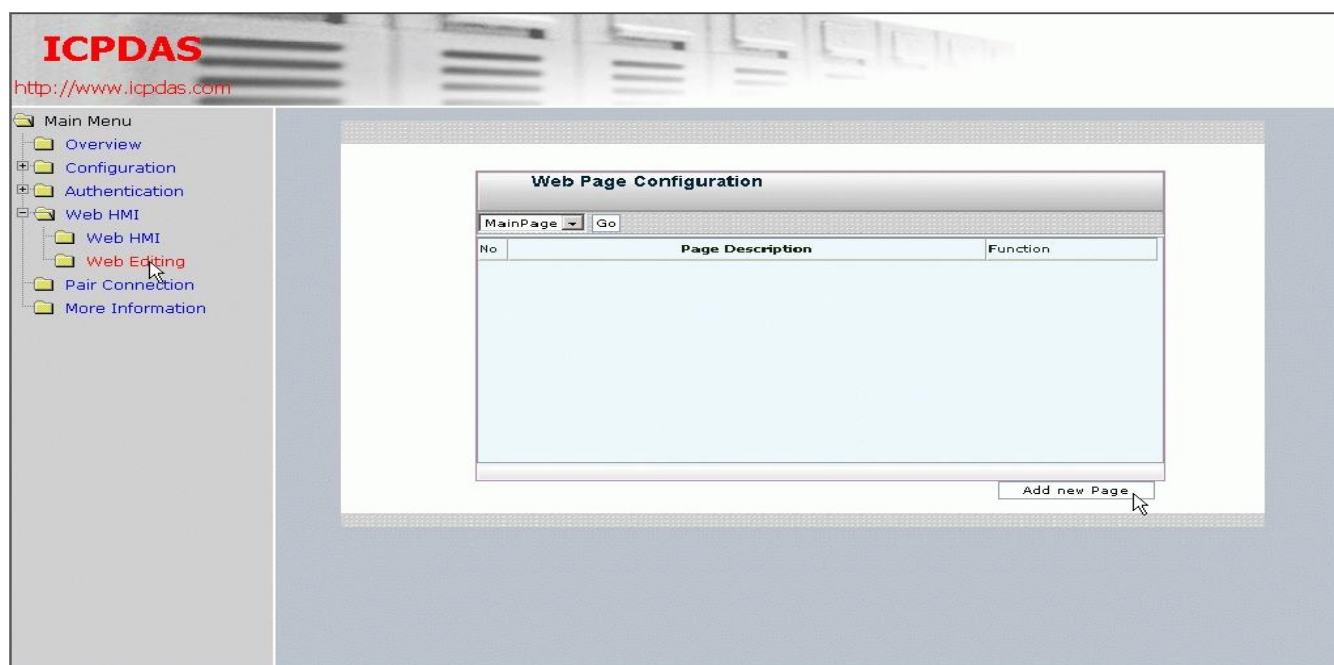 ICPDAS
http://www.icpdas.com
Main Menu
Overview
Configuration
Authentication
Web HMI
Web HMI
Web Editing
Pair Connection
More Information
Web Page Configuration
MainPage Go
No Page Description Function
Add new Page